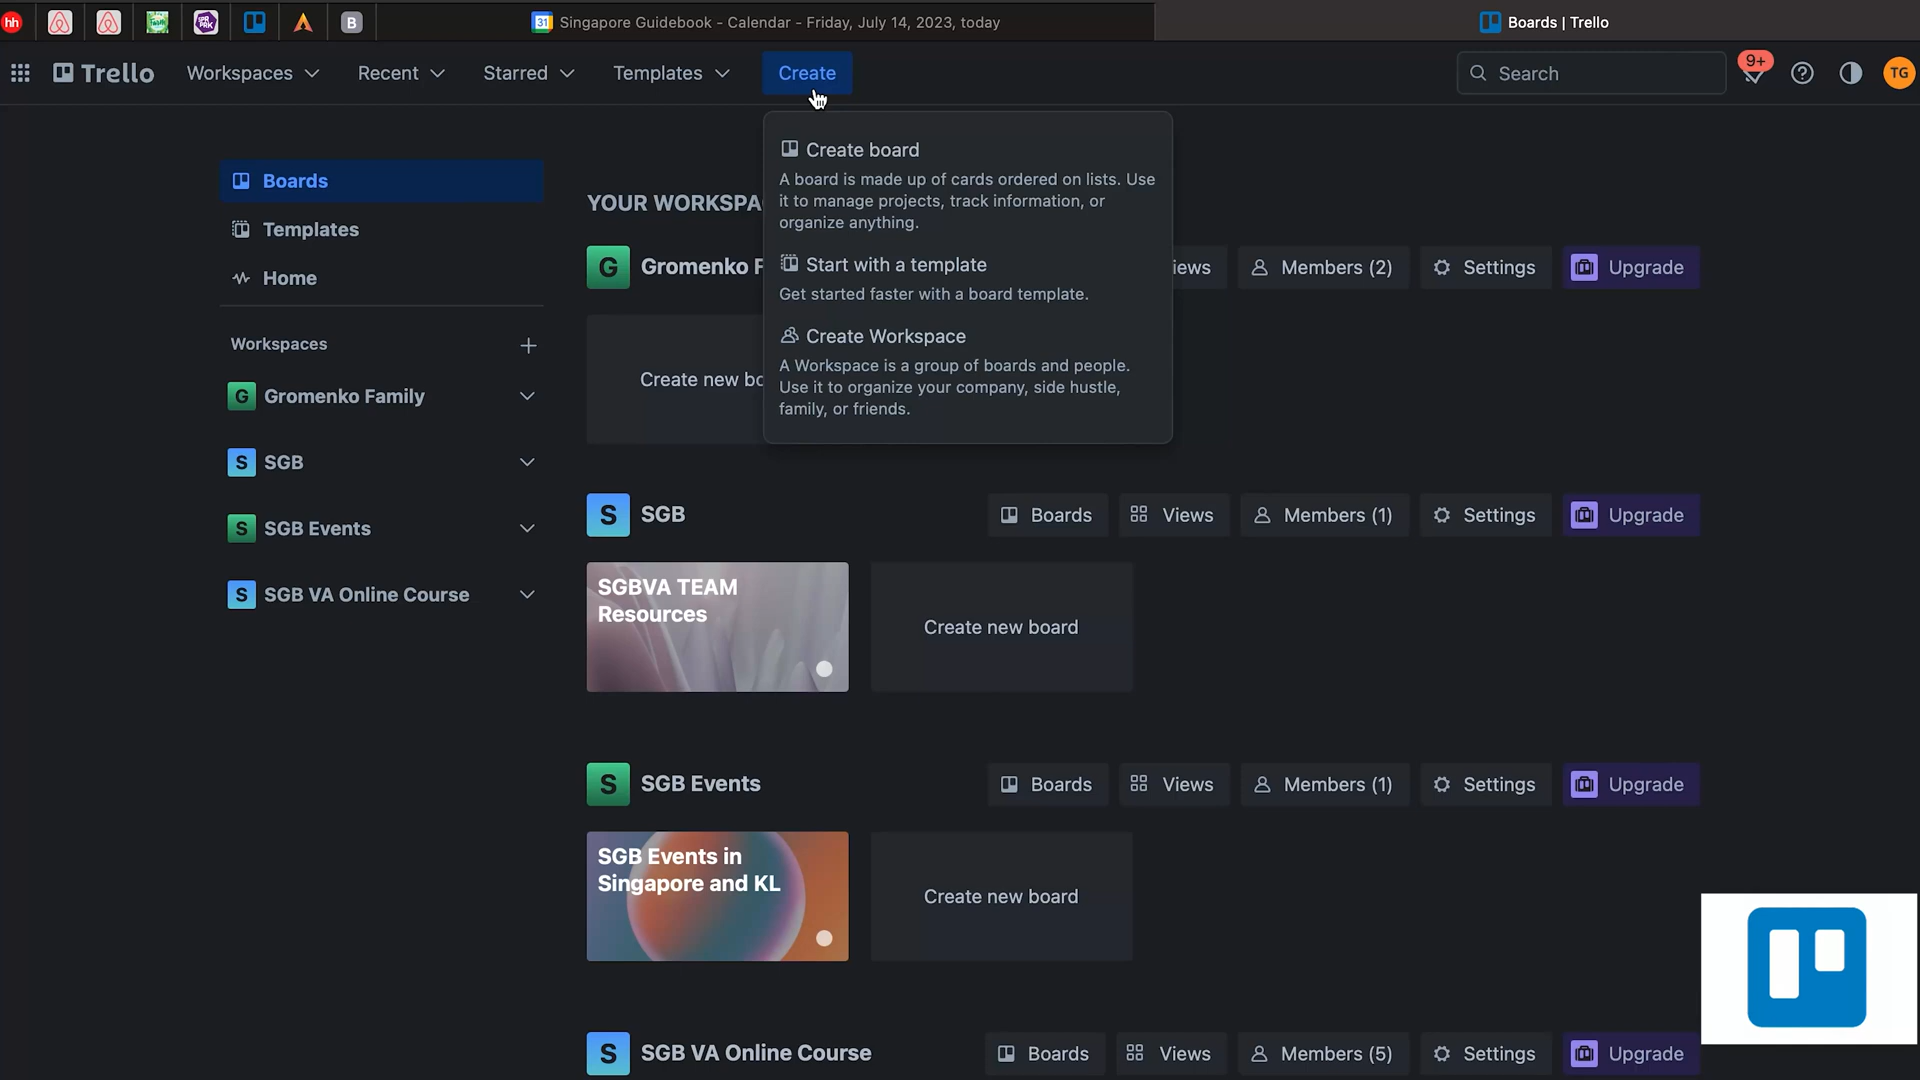 hh
SPR PRK
B
31 Singapore Guidebook - Calendar - Friday, July 14, 2023, today
Boards | Trello
Trello
Workspaces
Recent
Starred
Templates
Create
Search
9+
TG
Create board
A board is made up of cards ordered on lists. Use
it to manage projects, track information, or
organize anything.
Start with a template
Get started faster with a board template.
Create Workspace
A Workspace is a group of boards and people.
Use it to organize your company, side hustle,
family, or friends.
Boards
Templates
Home
Workspaces
G Gromenko Family
S SGB
S SGB Events
S SGB VA Online Course
YOUR WORKSPA
G Gromenko F
iews
Members (2)
Settings
Upgrade
Create new bo
S SGB
Boards
Views
Members (1)
Settings
Upgrade
SGBVA TEAM
Resources
Create new board
S SGB Events
Boards
Views
Members (1)
Settings
Upgrade
SGB Events in
Singapore and KL
Create new board
S SGB VA Online Course
Boards
Views
Members (5)
Settings
Upgrade